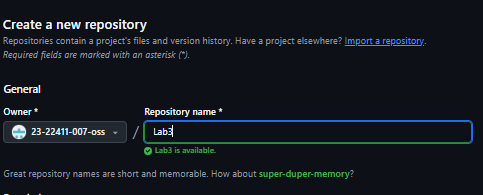 Create a new repository
Repositories contain a project's files and version history. Have a project elsewhere? Import a repository.
Required fields are marked with an asterisk (*).
General
Owner *
Repository name *
23-22411-007-oss
/
Lab3
Lab3 is available.
Great repository names are short and memorable. How about super-duper-memory?